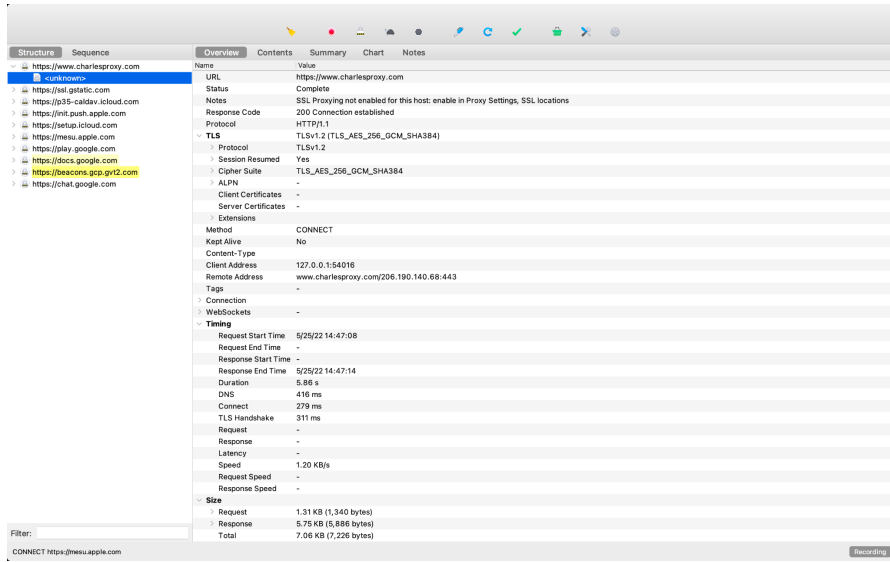 Structure Sequence
Overview Contents Summary Chart Notes
https://www.charlesproxy.com
<unknown>
https://ssl.gstatic.com
https://p35-caldav.icloud.com
https://init.push.apple.com
https://setup.icloud.com
https://mesu.apple.com
https://play.google.com
https://docs.google.com
https://beacons.gcp.gvt2.com
https://chat.google.com
Name Value
URL https://www.charlesproxy.com
Status Complete
Notes SSL Proxying not enabled for this host: enable in Proxy Settings, SSL locations
Response Code 200 Connection established
Protocol HTTP/1.1
TLS TLSv1.2 (TLS_AES_256_GCM_SHA384)
Protocol TLSv1.2
Session Resumed Yes
Cipher Suite TLS_AES_256_GCM_SHA384
ALPN -
Client Certificates -
Server Certificates -
Extensions
Method CONNECT
Kept Alive No
Content-Type
Client Address 127.0.0.1:54016
Remote Address www.charlesproxy.com/206.190.140.68:443
Tags -
Connection
WebSockets -
Timing
Request Start Time 5/25/22 14:47:08
Request End Time -
Response Start Time -
Response End Time 5/25/22 14:47:14
Duration 5.86 s
DNS 416 ms
Connect 279 ms
TLS Handshake 311 ms
Request -
Response -
Latency -
Speed 1.20 KB/s
Request Speed -
Response Speed -
Size
Request 1.31 KB (1,340 bytes)
Response 5.75 KB (5,886 bytes)
Total 7.06 KB (7,226 bytes)
Filter:
CONNECT https://mesu.apple.com
Recording